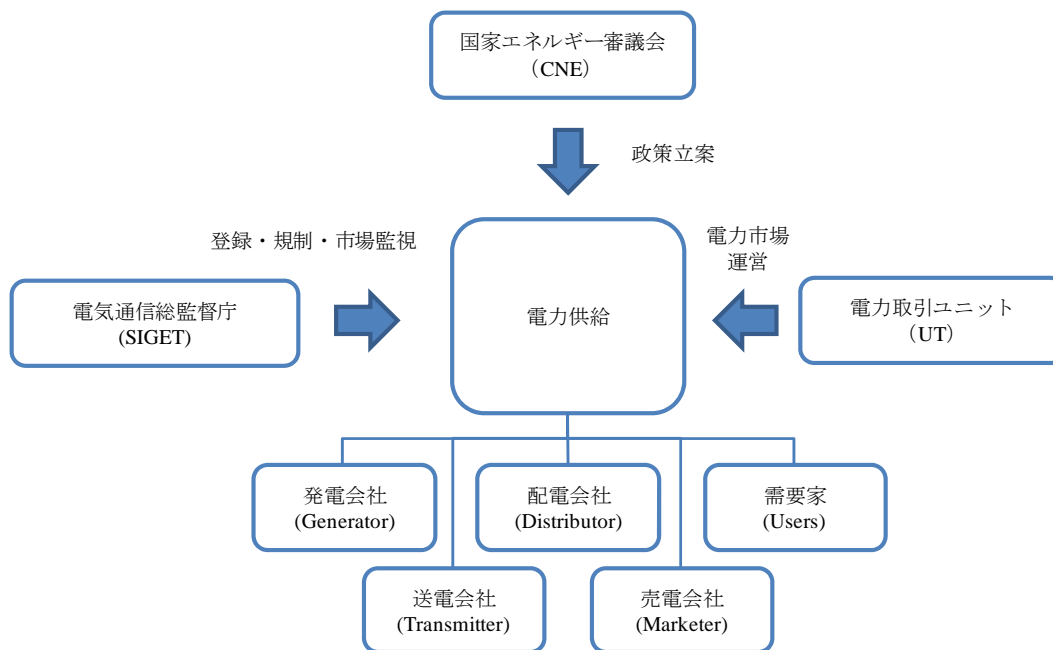 国家エネルギー審議会
（CNE）
政策立案
登録・規制・市場監視
電力市場
運営
電気通信総監督庁
(SIGET)
電力供給
電力取引ユニット
（UT）
発電会社
(Generator)
配電会社
(Distributor)
需要家
(Users)
送電会社
(Transmitter)
売電会社
(Marketer)